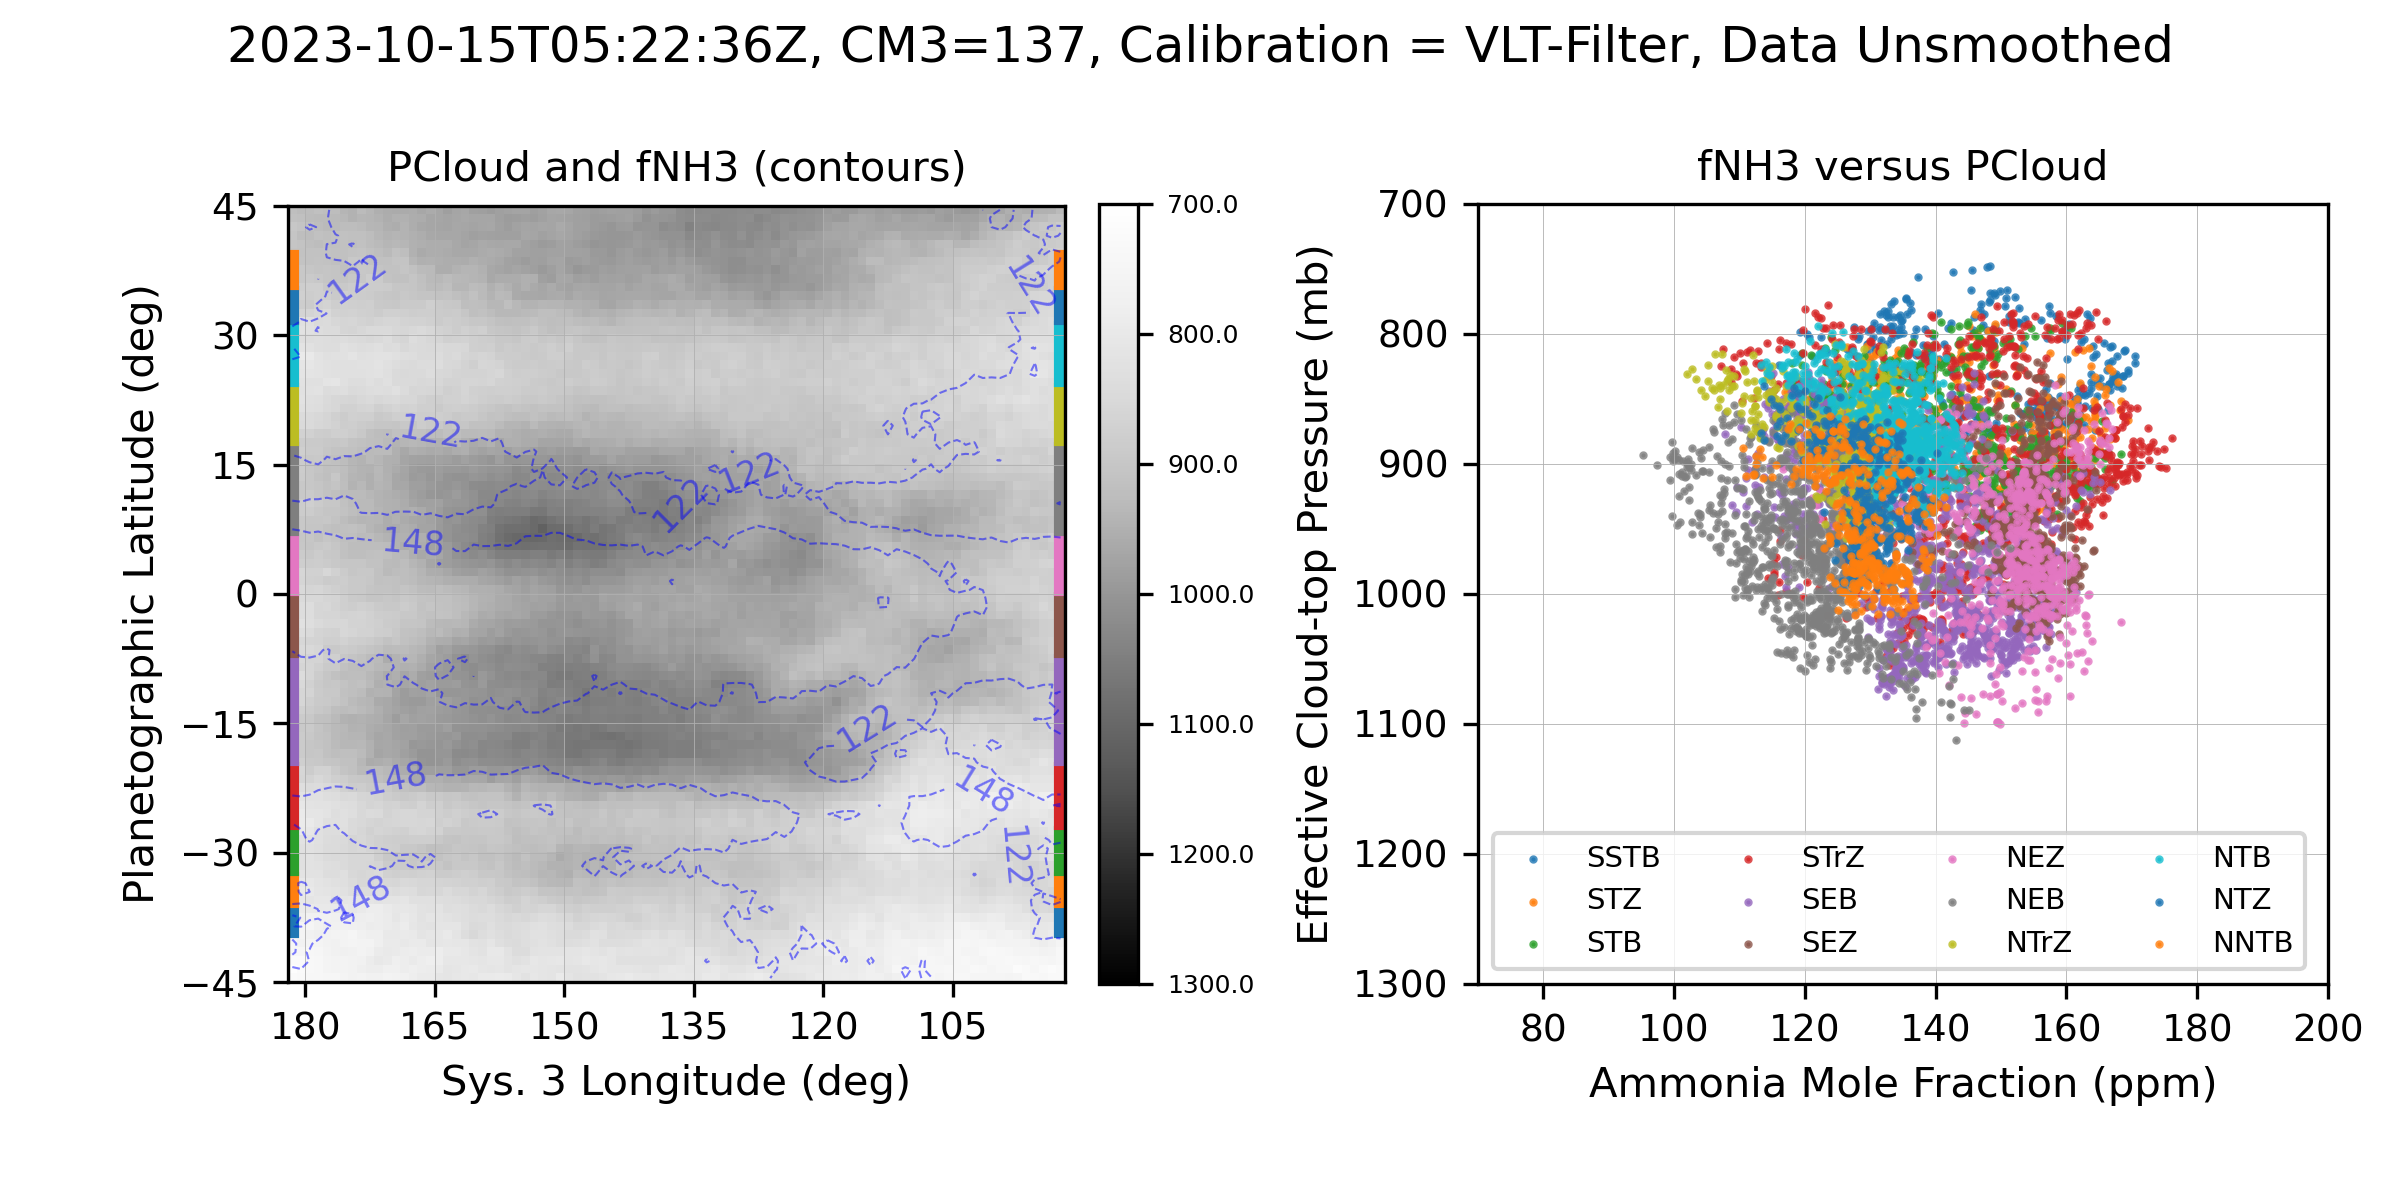 2023-10-15T05:22:36Z, CM3=137, Calibration = VLT-Filter, Data Unsmoothed
PCloud and fNH3 (contours)
45
30
15
0
−15
−30
−45
Planetographic Latitude (deg)
180
165
150
135
120
105
Sys. 3 Longitude (deg)
122
122
122
122
122
148
122
148
148
122
148
700.0
800.0
900.0
1000.0
1100.0
1200.0
1300.0
fNH3 versus PCloud
700
800
900
1000
1100
1200
1300
Effective Cloud-top Pressure (mb)
80
100
120
140
160
180
200
Ammonia Mole Fraction (ppm)
SSTB
STZ
STB
STrZ
SEB
SEZ
NEZ
NEB
NTrZ
NTB
NTZ
NNTB